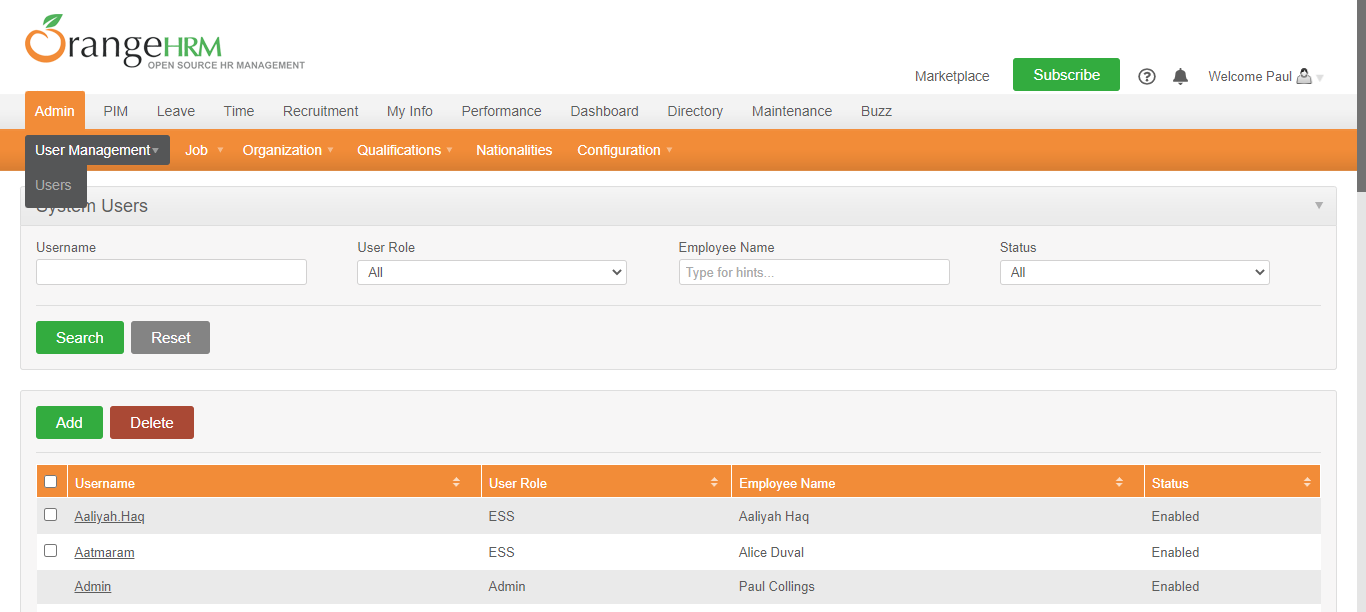 OrangeHRM
OPEN SOURCE HR MANAGEMENT
Marketplace Subscribe ? Welcome Paul
Admin PIM Leave Time Recruitment My Info Performance Dashboard Directory Maintenance Buzz
User Management Job Organization Qualifications Nationalities Configuration
Users
System Users
Username User Role Employee Name Status
All Type for hints... All
Search Reset
Add Delete
Username User Role Employee Name Status
Aaliyah.Haq ESS Aaliyah Haq Enabled
Aatmaram ESS Alice Duval Enabled
Admin Admin Paul Collings Enabled